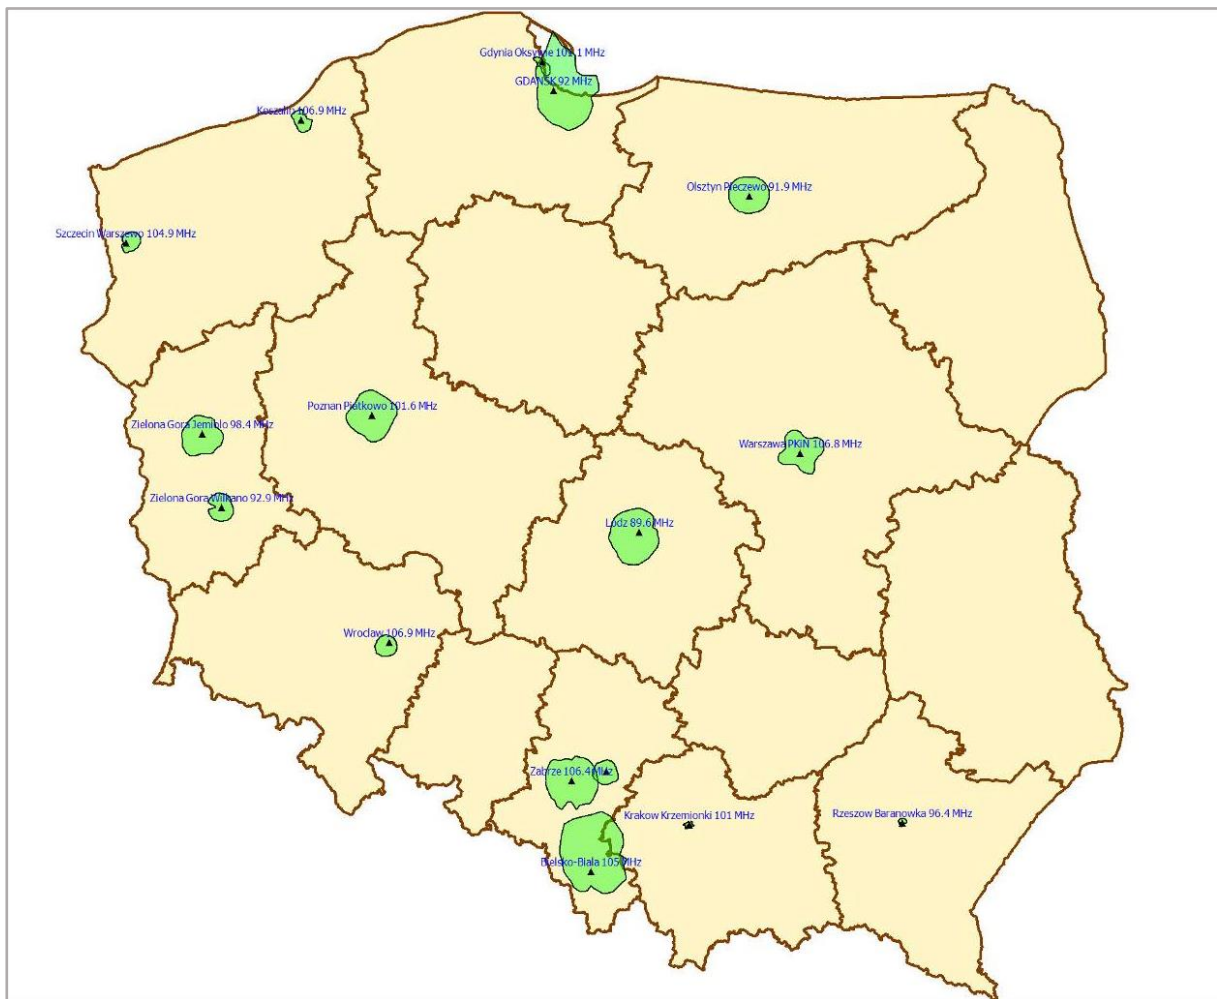 Gdynia Oksywie 101.1 MHz
GDAŃSK 92 MHz
Koszalin 106.9 MHz
Olsztyn Pieczewo 91.9 MHz
Szczecin Warszewo 104.9 MHz
Poznan Piatkowo 101.6 MHz
Zielona Gora Jemiolo 98.4 MHz
Warszawa PKiN 106.8 MHz
Zielona Gora Wilkano 92.9 MHz
Lodz 89.6 MHz
Wroclaw 106.9 MHz
Zabrze 106.4 MHz
Krakow Krzemionki 101 MHz
Rzeszow Baranowka 96.4 MHz
Bielsko-Biala 105 MHz